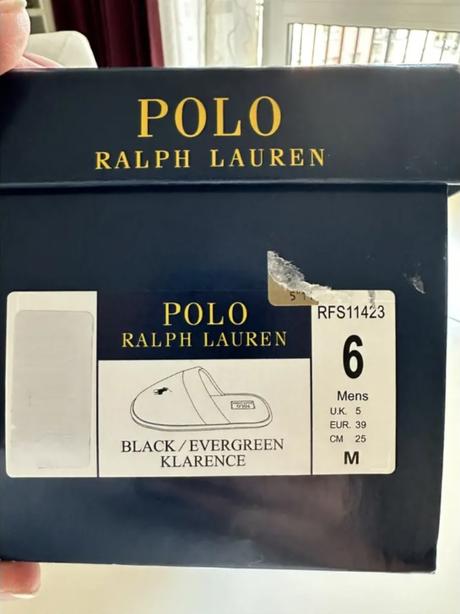 POLO
RALPH LAUREN
POLO
RALPH LAUREN
BLACK/EVERGREEN
KLARENCE
RFS11423
6
Mens
U.K. 5
EUR. 39
CM 25
M